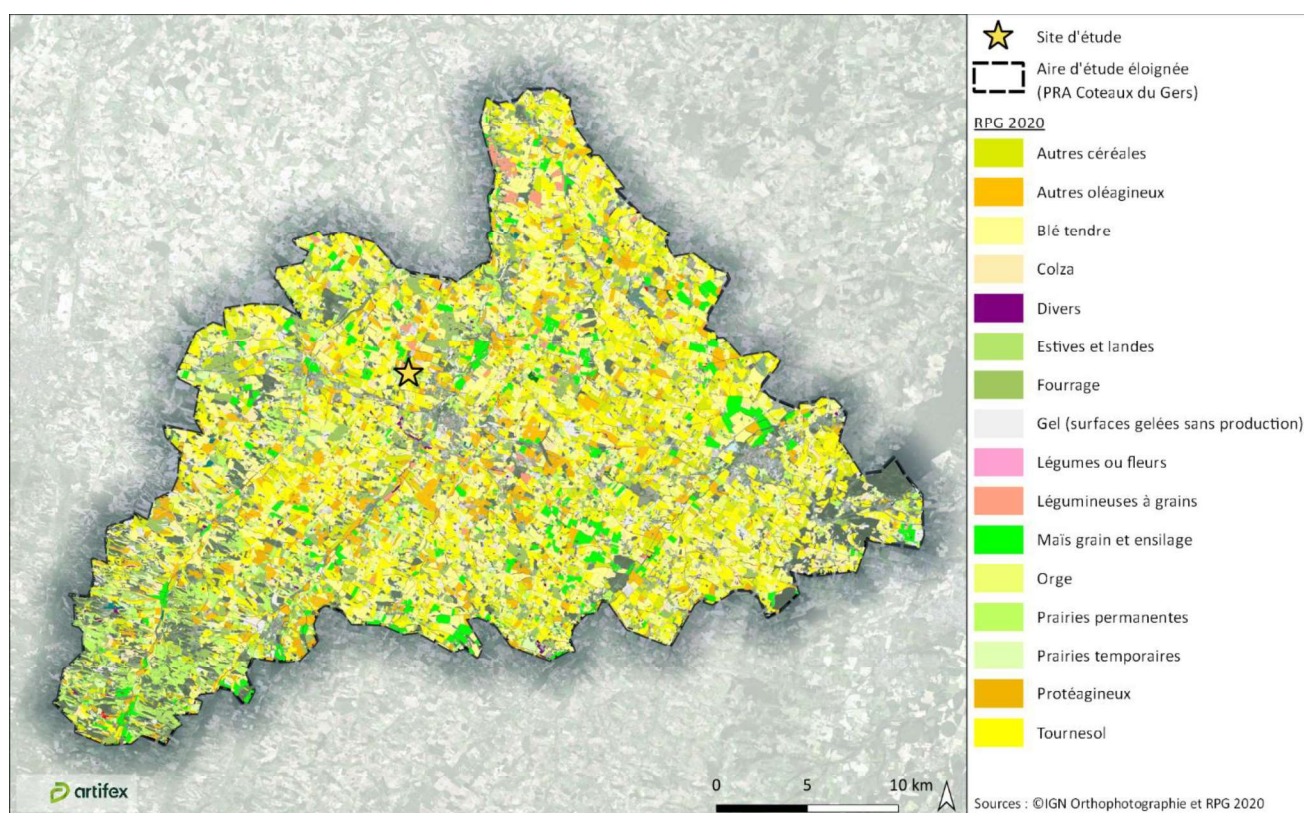 Site d'étude
Aire d'étude éloignée
(PRA Coteaux du Gers)
RPG 2020
Autres céréales
Autres oléagineux
Blé tendre
Colza
Divers
Estives et landes
Fourrage
Gel (surfaces gelées sans production)
Légumes ou fleurs
Légumineuses à grains
Maïs grain et ensilage
Orge
Prairies permanentes
Prairies temporaires
Protéagineux
Tournesol
artifex
0 5 10 km
Sources : ©IGN Orthophotographie et RPG 2020